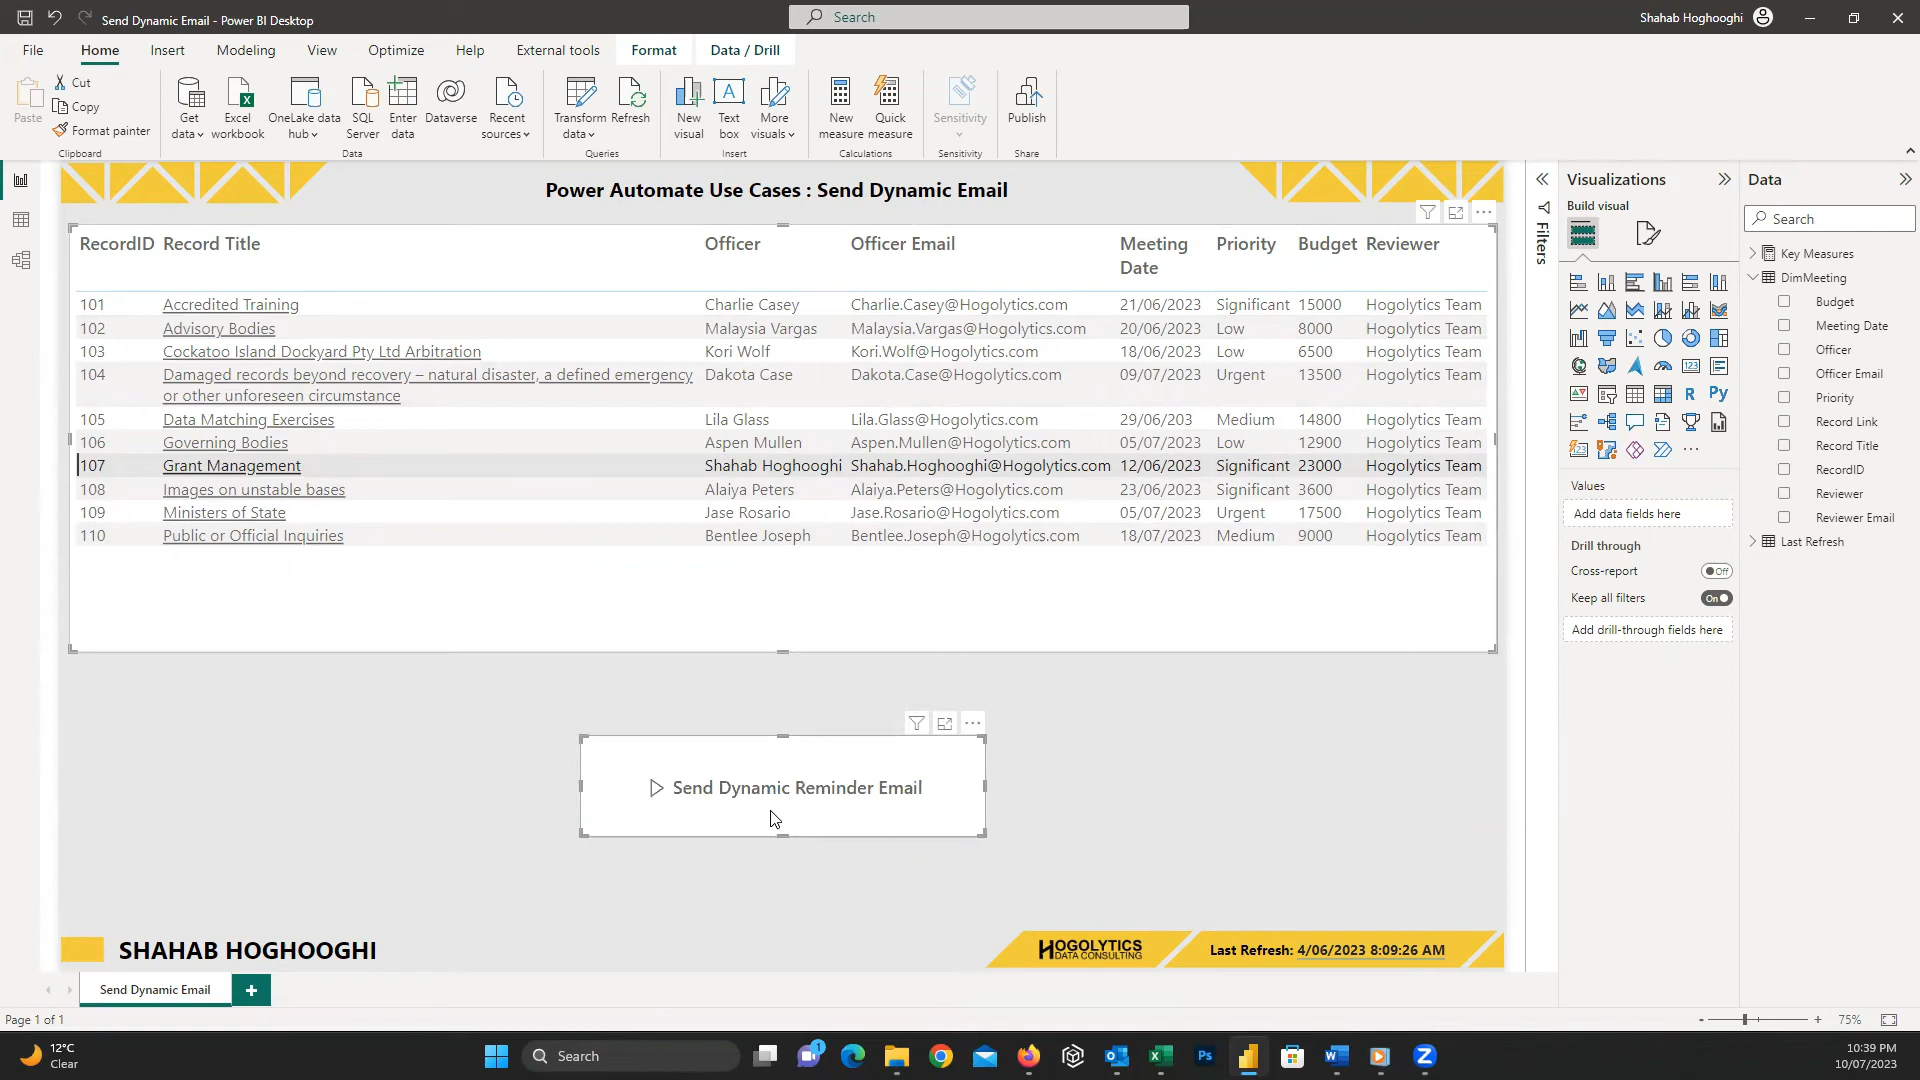 Send Dynamic Email - Power BI Desktop
Search
Shahab Hoghooghi
File Home Insert Modeling View Optimize Help External tools Format Data / Drill
Paste
Cut
Copy
Format painter
Clipboard
Get data
Excel workbook
OneLake data hub
SQL Server
Enter data
Dataverse
Recent sources
Data
Transform data
Refresh
Queries
New visual
Text box
More visuals
Insert
New measure
Quick measure
Calculations
Sensitivity
Sensitivity
Publish
Share
Power Automate Use Cases : Send Dynamic Email
RecordID Record Title Officer Officer Email Meeting Date Priority Budget Reviewer
101 Accredited Training Charlie Casey Charlie.Casey@Hogolytics.com 21/06/2023 Significant 15000 Hogolytics Team
102 Advisory Bodies Malaysia Vargas Malaysia.Vargas@Hogolytics.com 20/06/2023 Low 8000 Hogolytics Team
103 Cockatoo Island Dockyard Pty Ltd Arbitration Kori Wolf Kori.Wolf@Hogolytics.com 18/06/2023 Low 6500 Hogolytics Team
104 Damaged records beyond recovery – natural disaster, a defined emergency Dakota Case Dakota.Case@Hogolytics.com 09/07/2023 Urgent 13500 Hogolytics Team
or other unforeseen circumstance
105 Data Matching Exercises Lila Glass Lila.Glass@Hogolytics.com 29/06/203 Medium 14800 Hogolytics Team
106 Governing Bodies Aspen Mullen Aspen.Mullen@Hogolytics.com 05/07/2023 Low 12900 Hogolytics Team
107 Grant Management Shahab Hoghooghi Shahab.Hoghooghi@Hogolytics.com 12/06/2023 Significant 23000 Hogolytics Team
108 Images on unstable bases Alaiya Peters Alaiya.Peters@Hogolytics.com 23/06/2023 Significant 3600 Hogolytics Team
109 Ministers of State Jase Rosario Jase.Rosario@Hogolytics.com 05/07/2023 Urgent 17500 Hogolytics Team
110 Public or Official Inquiries Bentlee Joseph Bentlee.Joseph@Hogolytics.com 18/07/2023 Medium 9000 Hogolytics Team
Send Dynamic Reminder Email
SHAHAB HOGHOOGHI
HOGOLYTICS
DATA CONSULTING
Last Refresh: 4/06/2023 8:09:26 AM
Filters
Visualizations
Build visual
123
R
Py
Values
Add data fields here
Drill through
Cross-report
Off
Keep all filters
On
Add drill-through fields here
Data
Search
Key Measures
DimMeeting
Budget
Meeting Date
Officer
Officer Email
Priority
Record Link
Record Title
RecordID
Reviewer
Reviewer Email
Last Refresh
Send Dynamic Email
Page 1 of 1
75%
12°C
Clear
Search
1
Ps
10:39 PM
10/07/2023